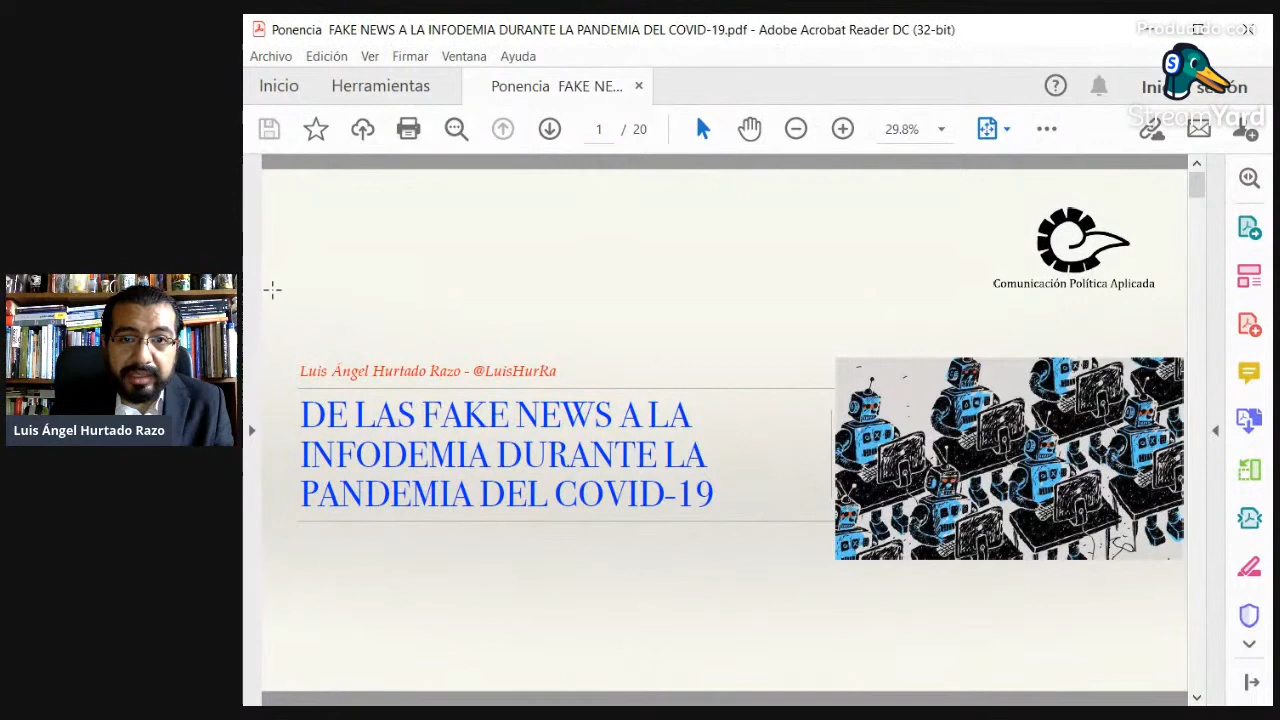 Ponencia FAKE NEWS A LA INFODEMIA DURANTE LA PANDEMIA DEL COVID-19.pdf - Adobe Acrobat Reader DC (32-bit)
Producido con
Archivo Edición Ver Firmar Ventana Ayuda
Inicio Herramientas Ponencia FAKE NE... ×
StreamYard
1 / 20 29.8%
Comunicación Política Aplicada
Luis Ángel Hurtado Razo - @LuisHurRa
DE LAS FAKE NEWS A LA
INFODEMIA DURANTE LA
PANDEMIA DEL COVID-19
Luis Ángel Hurtado Razo